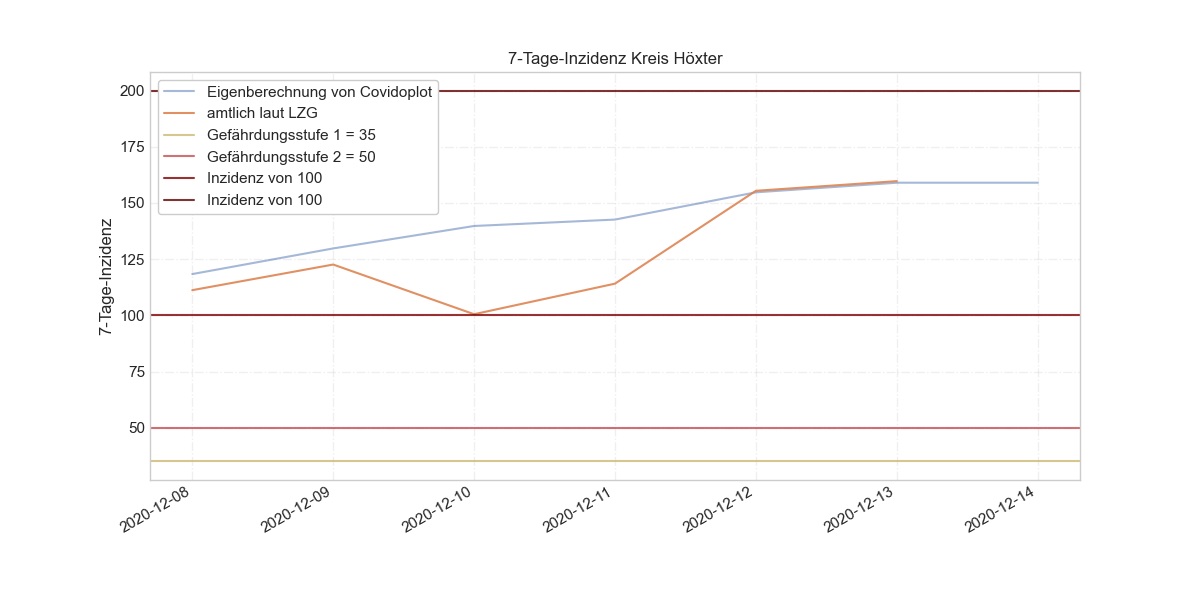 7-Tage-Inzidenz Kreis Höxter
Eigenberechnung von Covidoplot
amtlich laut LZG
Gefährdungsstufe 1 = 35
Gefährdungsstufe 2 = 50
Inzidenz von 100
Inzidenz von 100
7-Tage-Inzidenz
200
175
150
125
100
75
50
2020-12-08
2020-12-09
2020-12-10
2020-12-11
2020-12-12
2020-12-13
2020-12-14